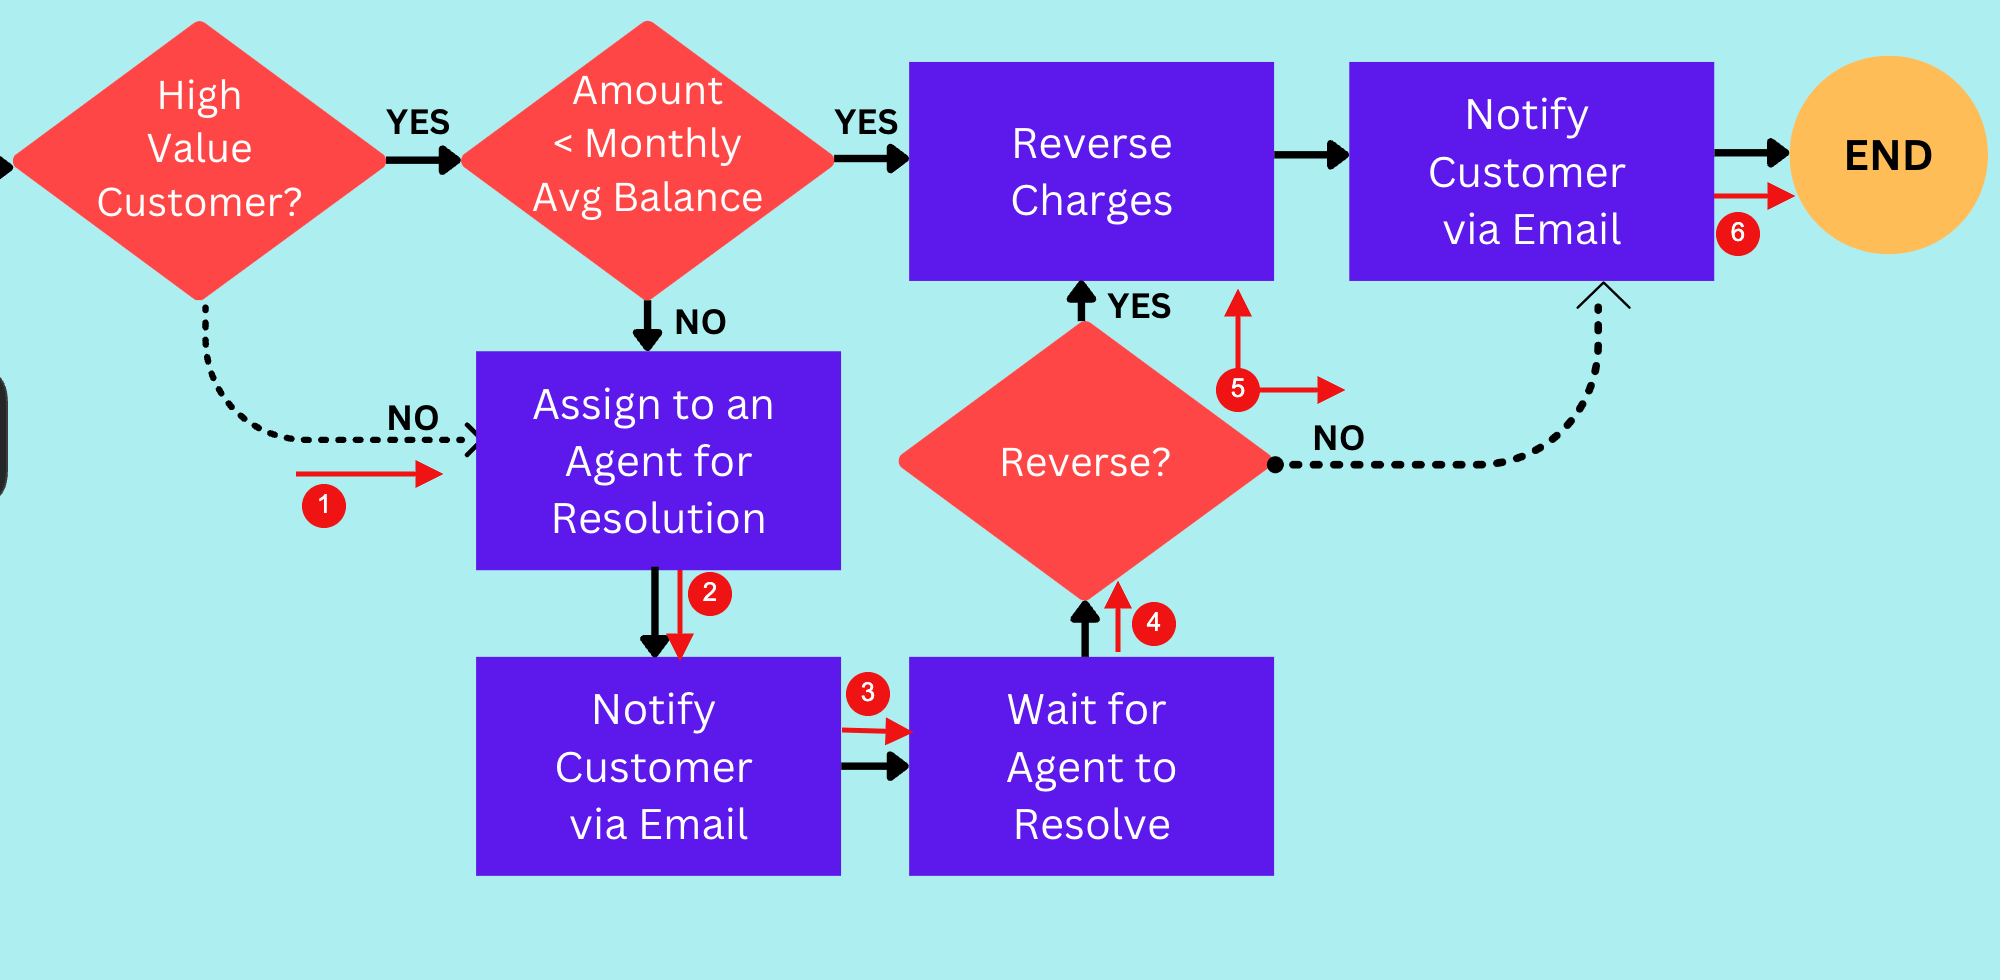 High
Value
Customer?
YES
Amount
< Monthly
Avg Balance
YES
Reverse
Charges
Notify
Customer
via Email
END
6
NO
YES
NO
1
Assign to an
Agent for
Resolution
Reverse?
5
NO
2
4
Notify
Customer
via Email
3
Wait for
Agent to
Resolve